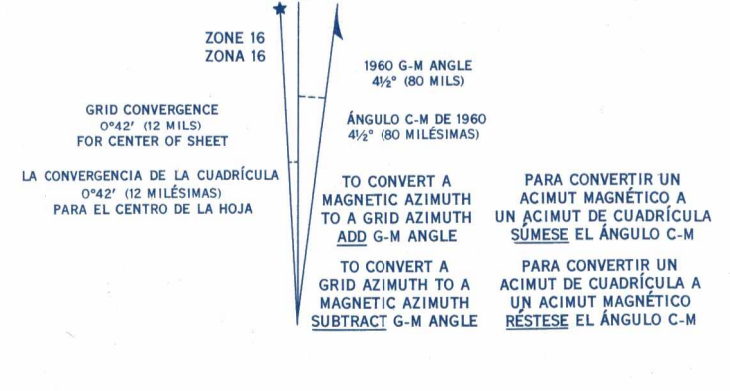 ZONE 16
ZONA 16
1960 G-M ANGLE
4½° (80 MILS)
GRID CONVERGENCE
0°42' (12 MILS)
FOR CENTER OF SHEET
ÁNGULO C-M DE 1960
4½° (80 MILÉSIMAS)
LA CONVERGENCIA DE LA CUADRÍCULA
0°42' (12 MILÉSIMAS)
PARA EL CENTRO DE LA HOJA
TO CONVERT A
MAGNETIC AZIMUTH
TO A GRID AZIMUTH
ADD G-M ANGLE
PARA CONVERTIR UN
ACIMUT MAGNÉTICO A
UN ACIMUT DE CUADRÍCULA
SÚMESE EL ÁNGULO C-M
TO CONVERT A
GRID AZIMUTH TO A
MAGNETIC AZIMUTH
SUBTRACT G-M ANGLE
PARA CONVERTIR UN
ACIMUT DE CUADRÍCULA A
UN ACIMUT MAGNÉTICO
RÉSTESE EL ÁNGULO C-M